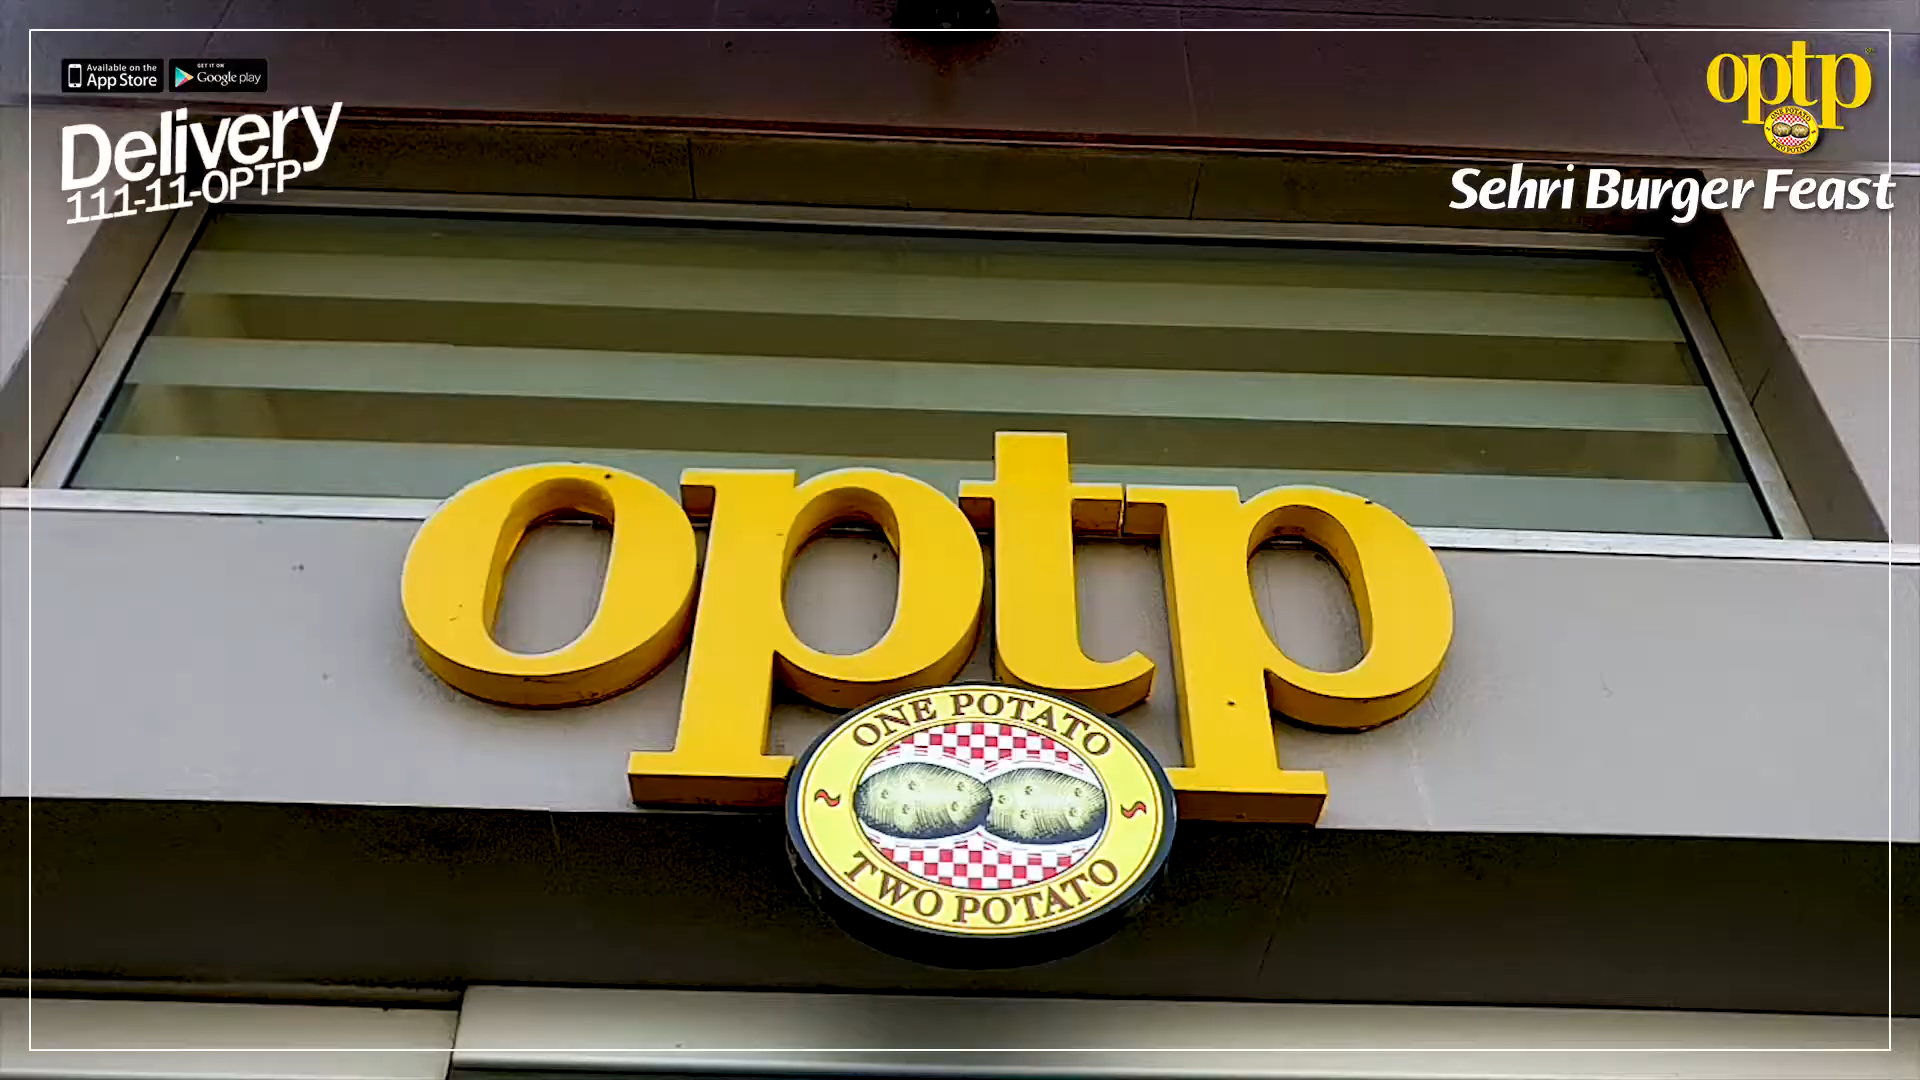 Available on the
App Store
GET IT ON
Google play
Delivery
111-11-OPTP
optp
ONE POTATO
TWO POTATO
Sehri Burger Feast
optp
ONE POTATO
TWO POTATO